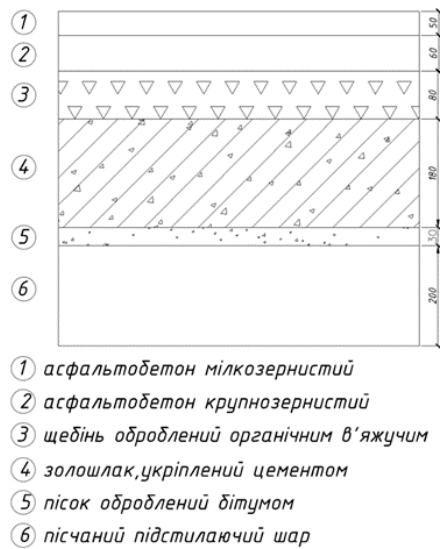 1 50
2 60
3 80
4 180
5 30
6 200
1 асфальтобетон мілкозернистий
2 асфальтобетон крупнозернистий
3 щебінь оброблений органічним в'яжучим
4 золошлак,укріплений цементом
5 пісок оброблений бітумом
6 пісчаний підстилаючий шар